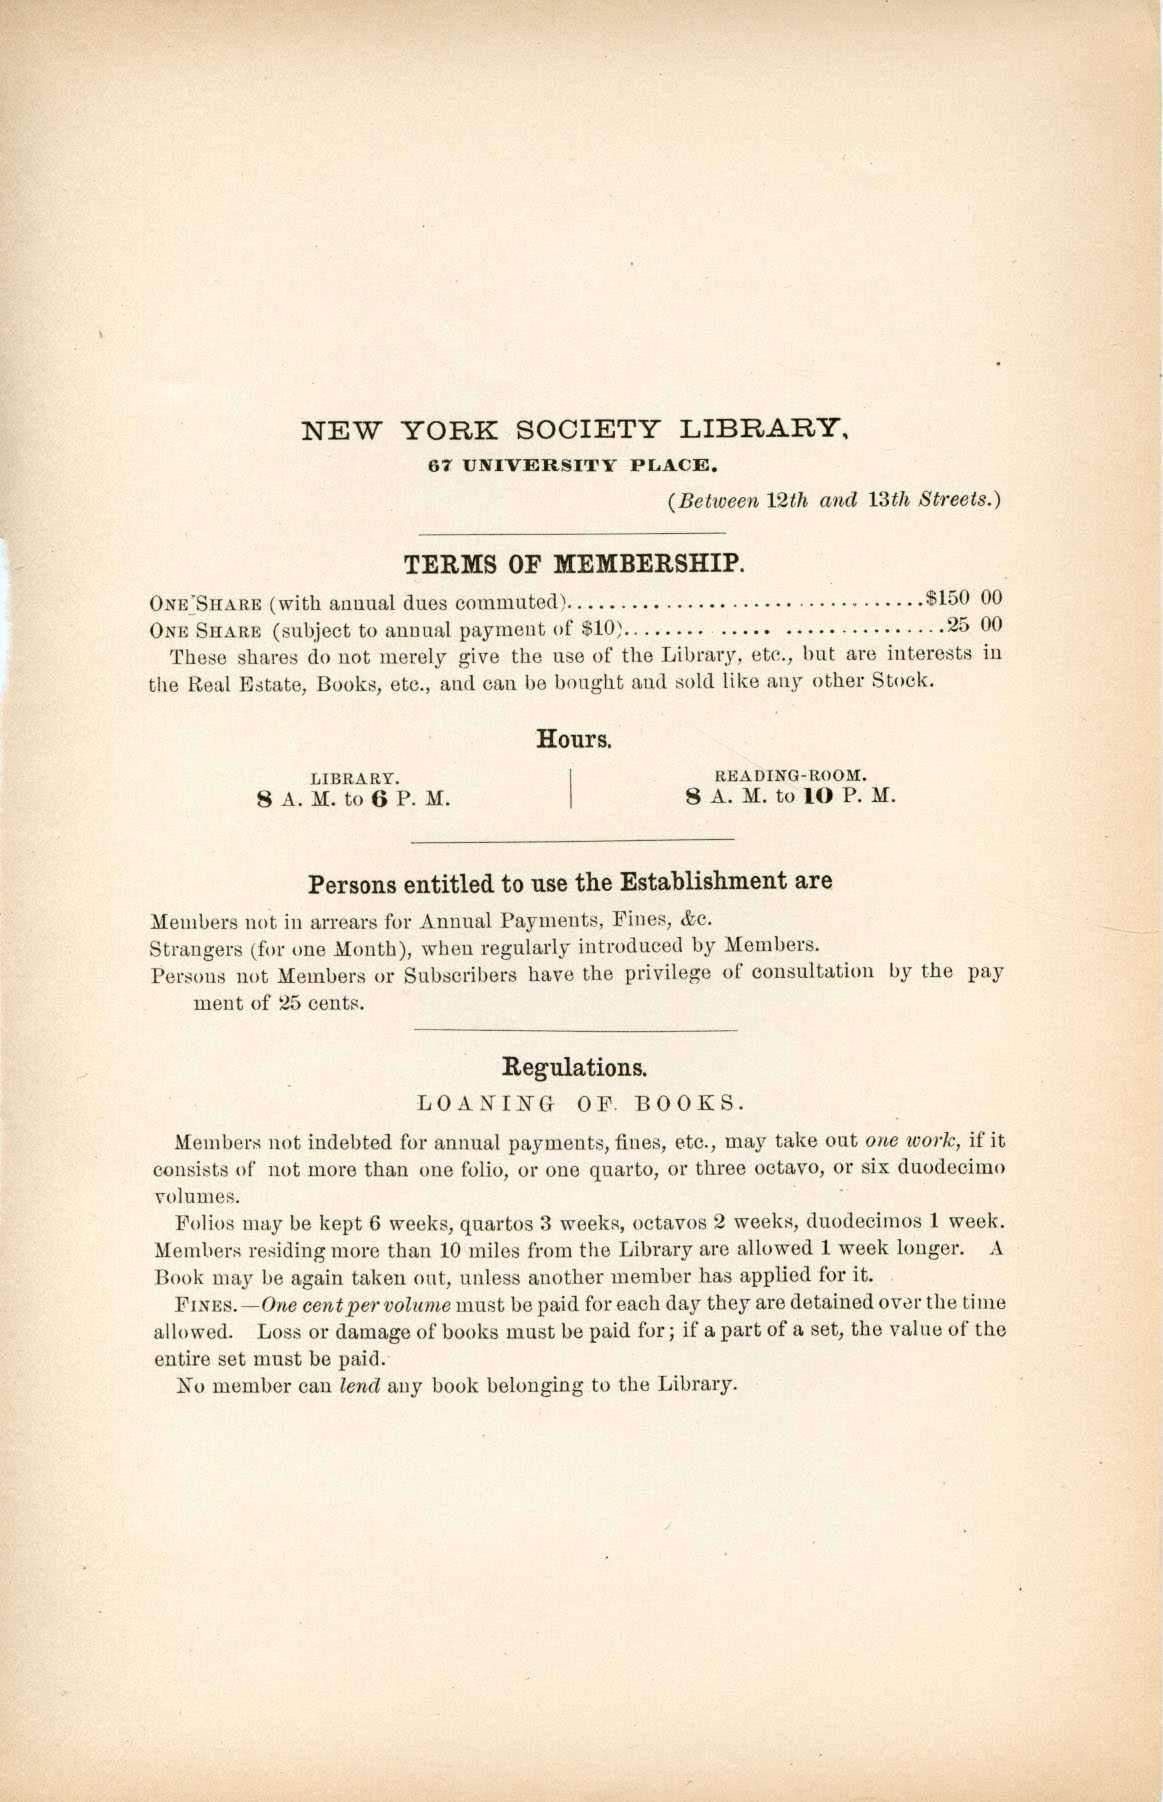 NEW YORK SOCIETY LIBRARY,
67 UNIVERSITY PLACE.
(Between 12th and 13th Streets.)
TERMS OF MEMBERSHIP.
ONE SHARE (with annual dues commuted)....................................$150 00
ONE SHARE (subject to annual payment of $10)........ ..... ................25 00
These shares do not merely give the use of the Library, etc., but are interests in
the Real Estate, Books, etc., and can be bought and sold like any other Stock.
Hours.
LIBRARY.
8 A. M. to 6 P. M.
READING-ROOM.
8 A. M. to 10 P. M.
Persons entitled to use the Establishment are
Members not in arrears for Annual Payments, Fines, &c.
Strangers (for one Month), when regularly introduced by Members.
Persons not Members or Subscribers have the privilege of consultation by the pay
ment of 25 cents.
Regulations.
LOANING OF BOOKS.
Members not indebted for annual payments, fines, etc., may take out one work, if it
consists of not more than one folio, or one quarto, or three octavo, or six duodecimo
volumes.
Folios may be kept 6 weeks, quartos 3 weeks, octavos 2 weeks, duodecimos 1 week.
Members residing more than 10 miles from the Library are allowed 1 week longer. A
Book may be again taken out, unless another member has applied for it.
FINES.—One cent per volume must be paid for each day they are detained over the time
allowed. Loss or damage of books must be paid for; if a part of a set, the value of the
entire set must be paid.
No member can lend any book belonging to the Library.